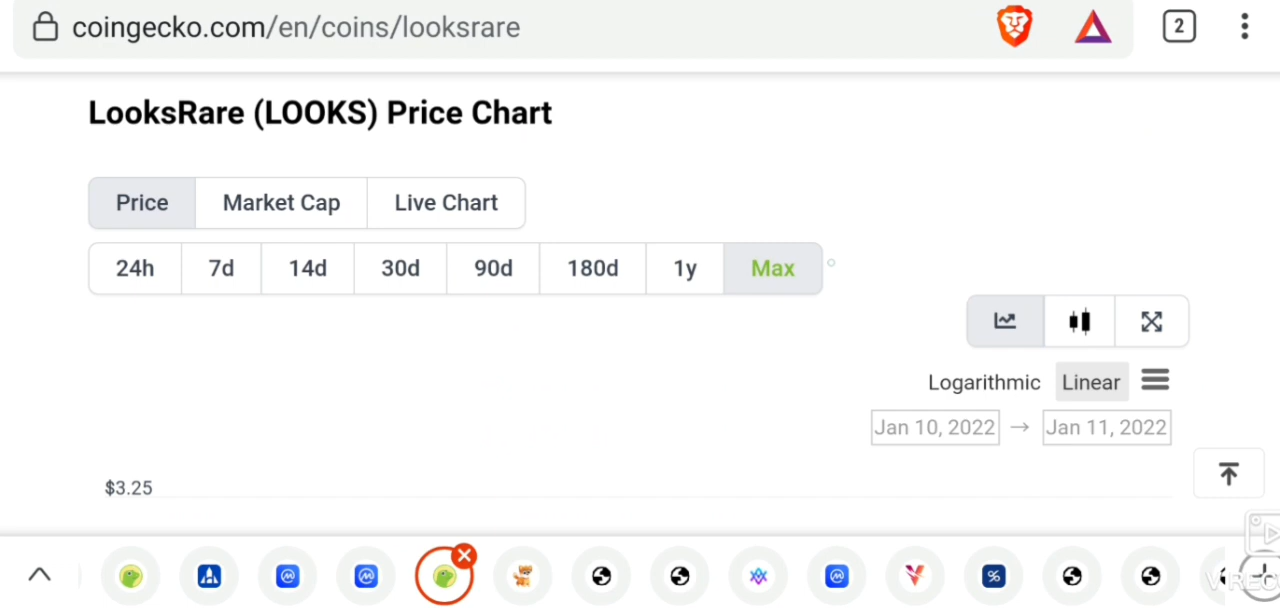 coingecko.com/en/coins/looksrare
2
LooksRare (LOOKS) Price Chart
Price Market Cap Live Chart
24h 7d 14d 30d 90d 180d 1y Max
Logarithmic Linear
Jan 10, 2022 → Jan 11, 2022
$3.25